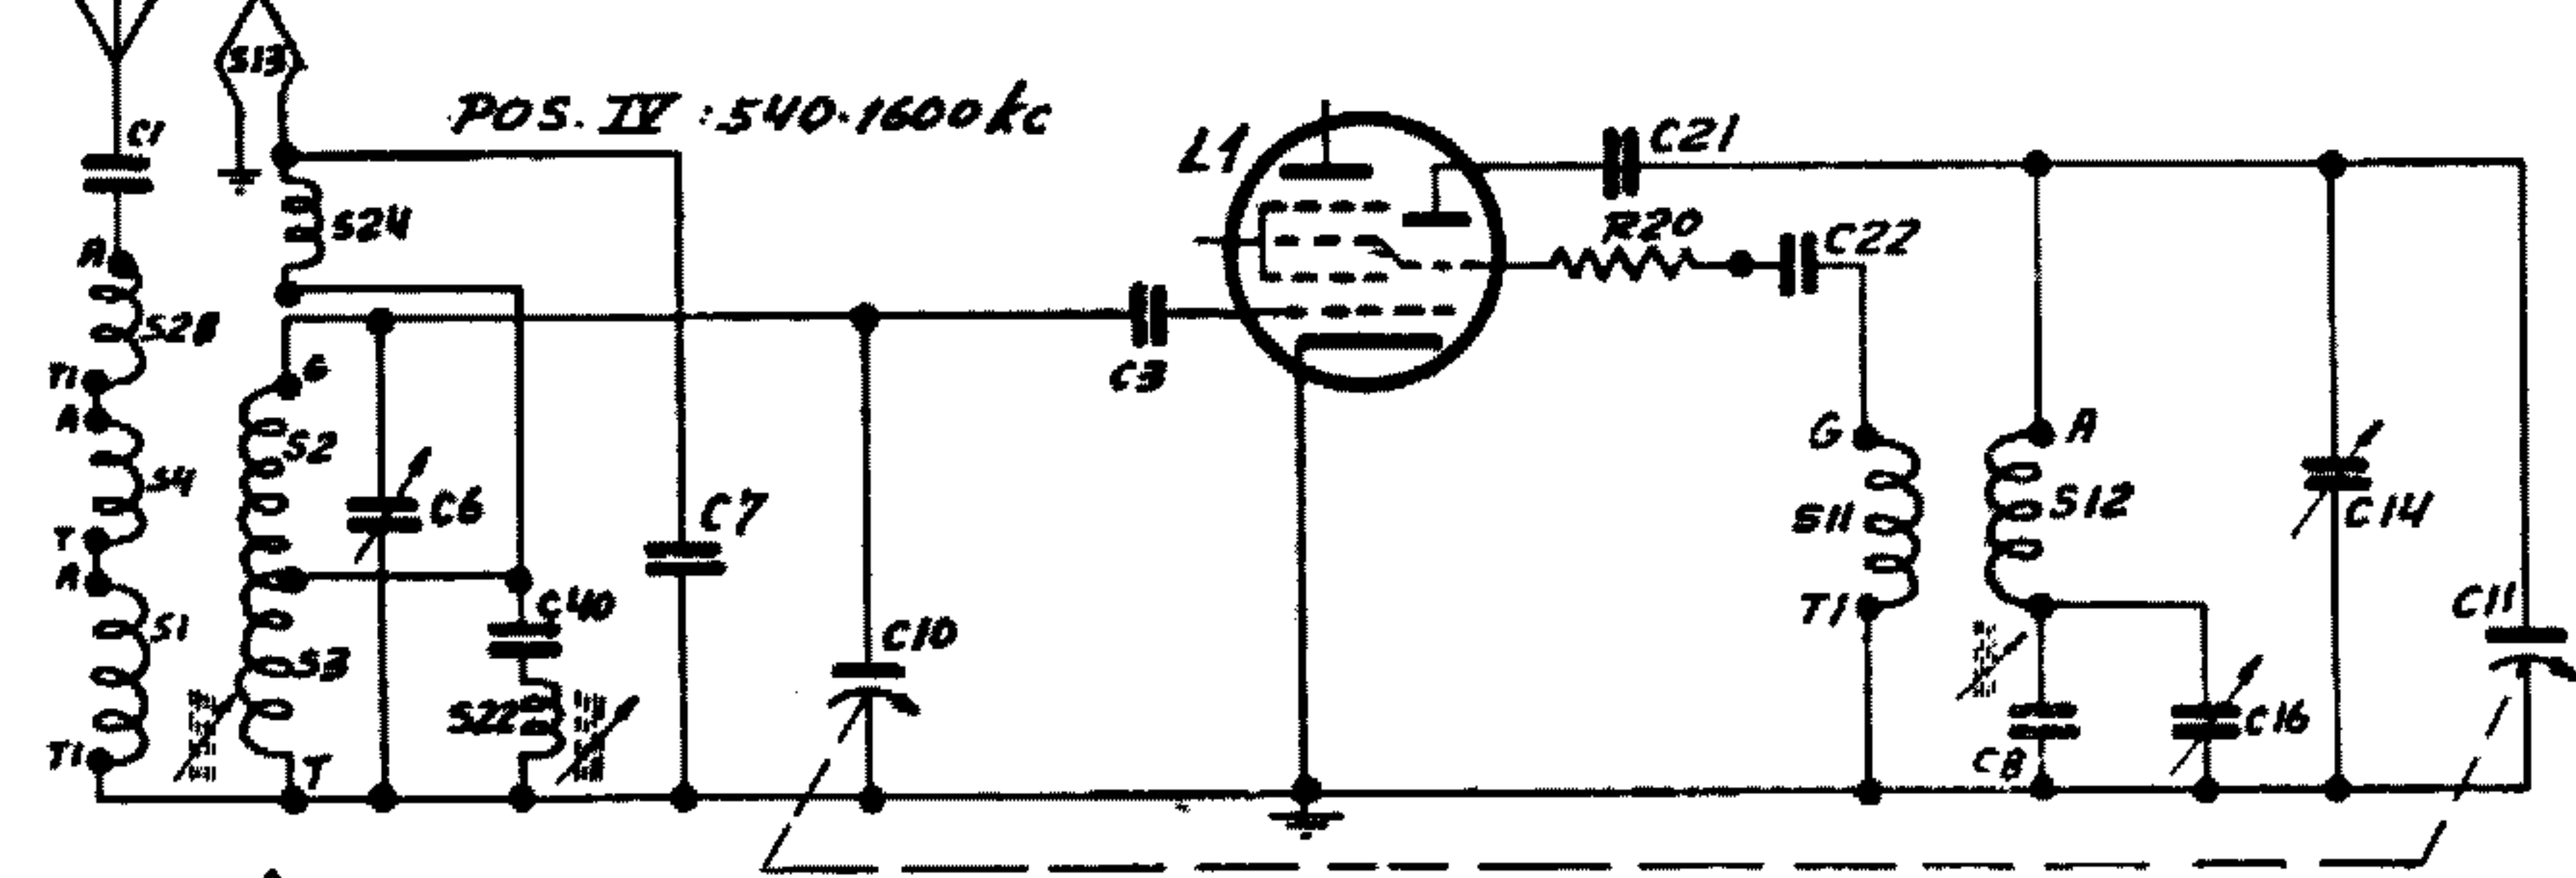 S13
C1
POS. IV : 540-1600 kc
L1
C21
S24
R20
C22
A
S28
C3
T1
G
A
S2
G
A
S4
C6
C7
S11
S12
C14
T
A
C40
T1
C11
S1
S3
C10
S22
C16
T1
T
C8